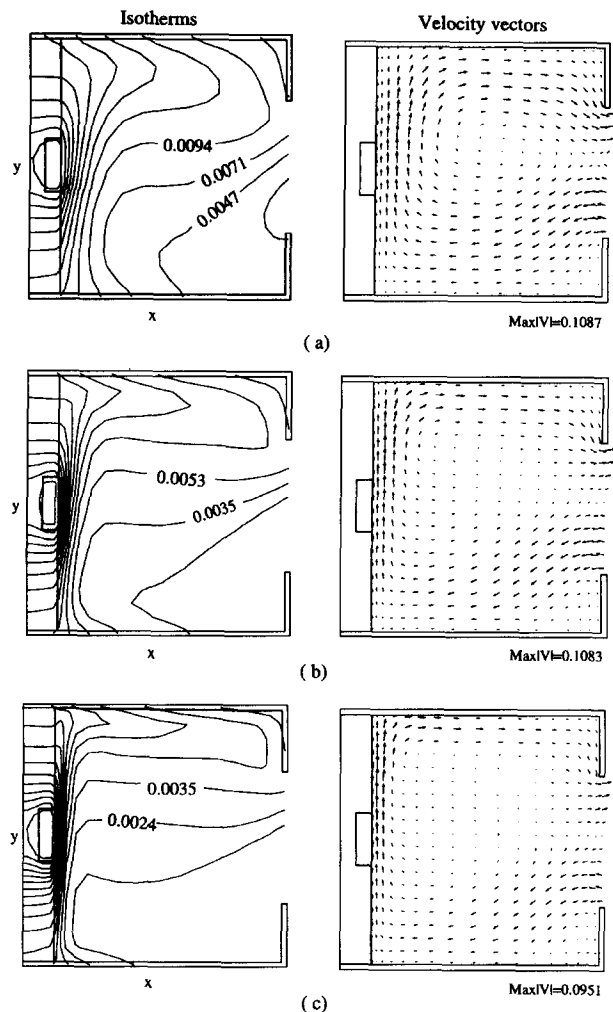 Isotherms
Velocity vectors
0.0094
0.0071
0.0047
y
x
Max|V|=0.1087
( a)
0.0053
0.0035
y
x
Max|V|=0.1083
( b)
0.0035
0.0024
y
x
Max|V|=0.0951
( c)